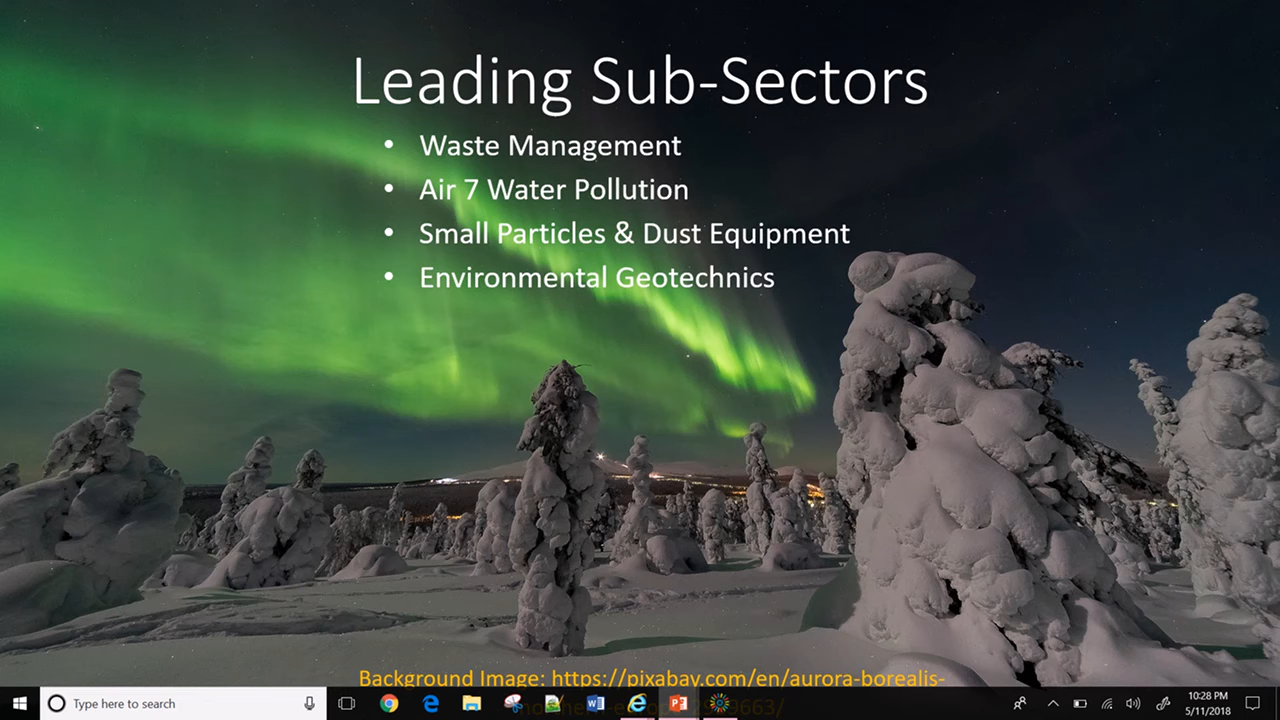 Leading Sub-Sectors
• Waste Management
• Air 7 Water Pollution
• Small Particles & Dust Equipment
• Environmental Geotechnics
Background Image: https://pixabay.com/en/aurora-borealis-
Type here to search
10:28 PM
5/11/2018